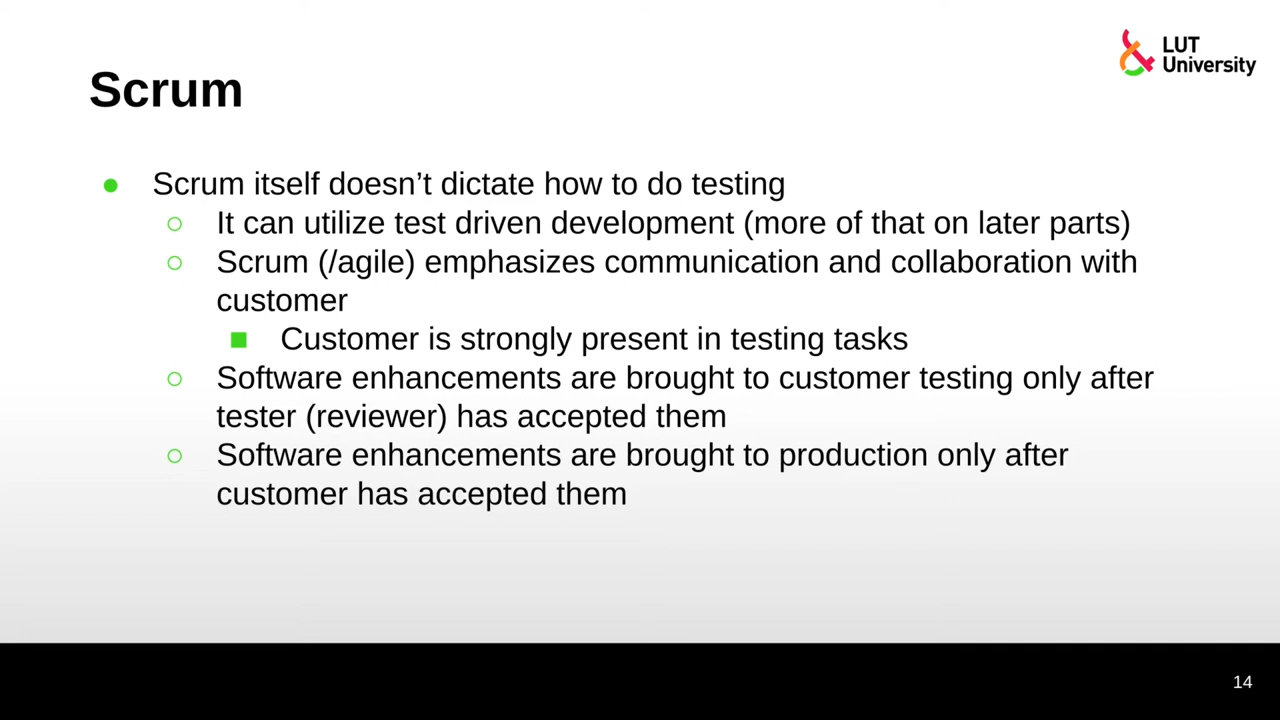 LUT
University
Scrum
● Scrum itself doesn’t dictate how to do testing
○ It can utilize test driven development (more of that on later parts)
○ Scrum (/agile) emphasizes communication and collaboration with
customer
■ Customer is strongly present in testing tasks
○ Software enhancements are brought to customer testing only after
tester (reviewer) has accepted them
○ Software enhancements are brought to production only after
customer has accepted them
14